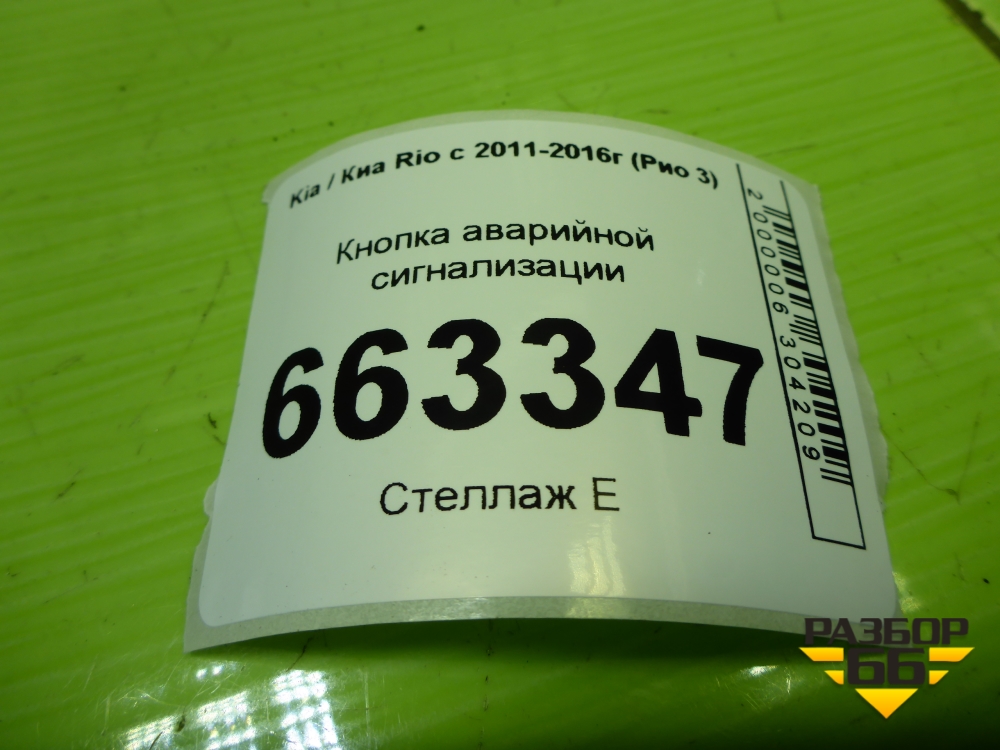 Kia / Киа Rio с 2011-2016г (Рио 3)
Кнопка аварийной
сигнализации
663347
Стеллаж Е
2000006304209
РАЗБОР
66